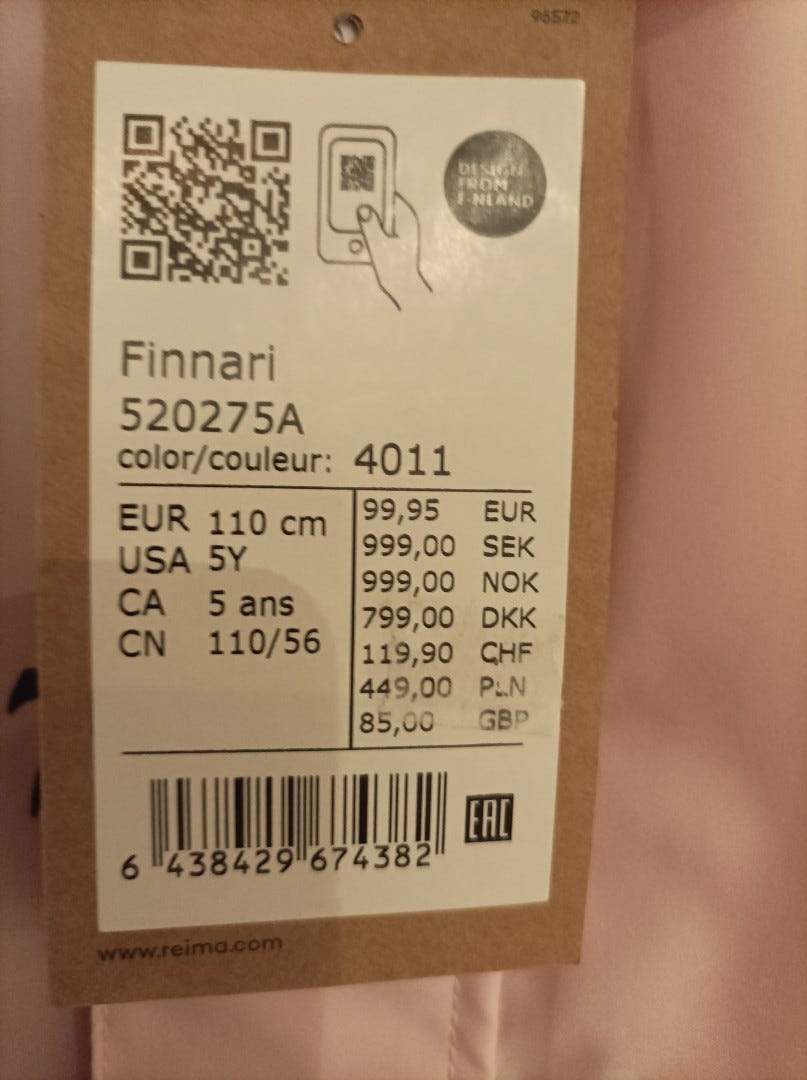 96572
DESIGN
FROM
FINLAND
Finnari
520275A
color/couleur: 4011
EUR 110 cm
USA 5Y
CA 5 ans
CN 110/56
99,95 EUR
999,00 SEK
999,00 NOK
799,00 DKK
119,90 CHF
449,00 PLN
85,00 GBP
6 438429 674382
EAC
www.reima.com